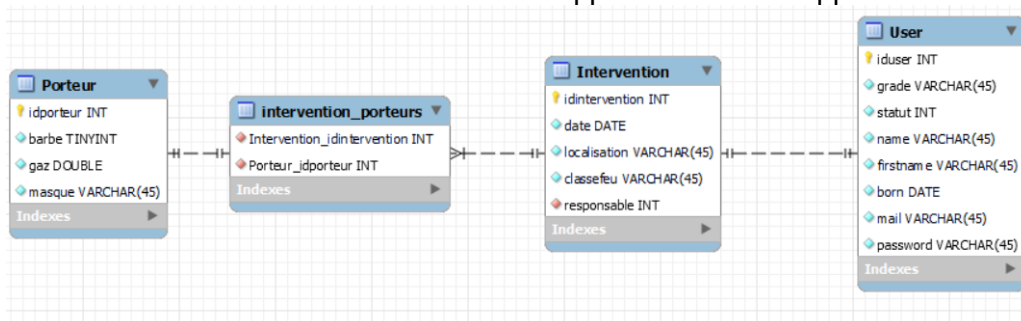 Porteur
idporteur INT
barbe TINYINT
gaz DOUBLE
masque VARCHAR(45)
Indexes
intervention_porteurs
Intervention_idintervention INT
Porteur_idporteur INT
Indexes
Intervention
idintervention INT
date DATE
localisation VARCHAR(45)
classefeu VARCHAR(45)
responsable INT
Indexes
User
iduser INT
grade VARCHAR(45)
statut INT
name VARCHAR(45)
firstname VARCHAR(45)
born DATE
mail VARCHAR(45)
password VARCHAR(45)
Indexes